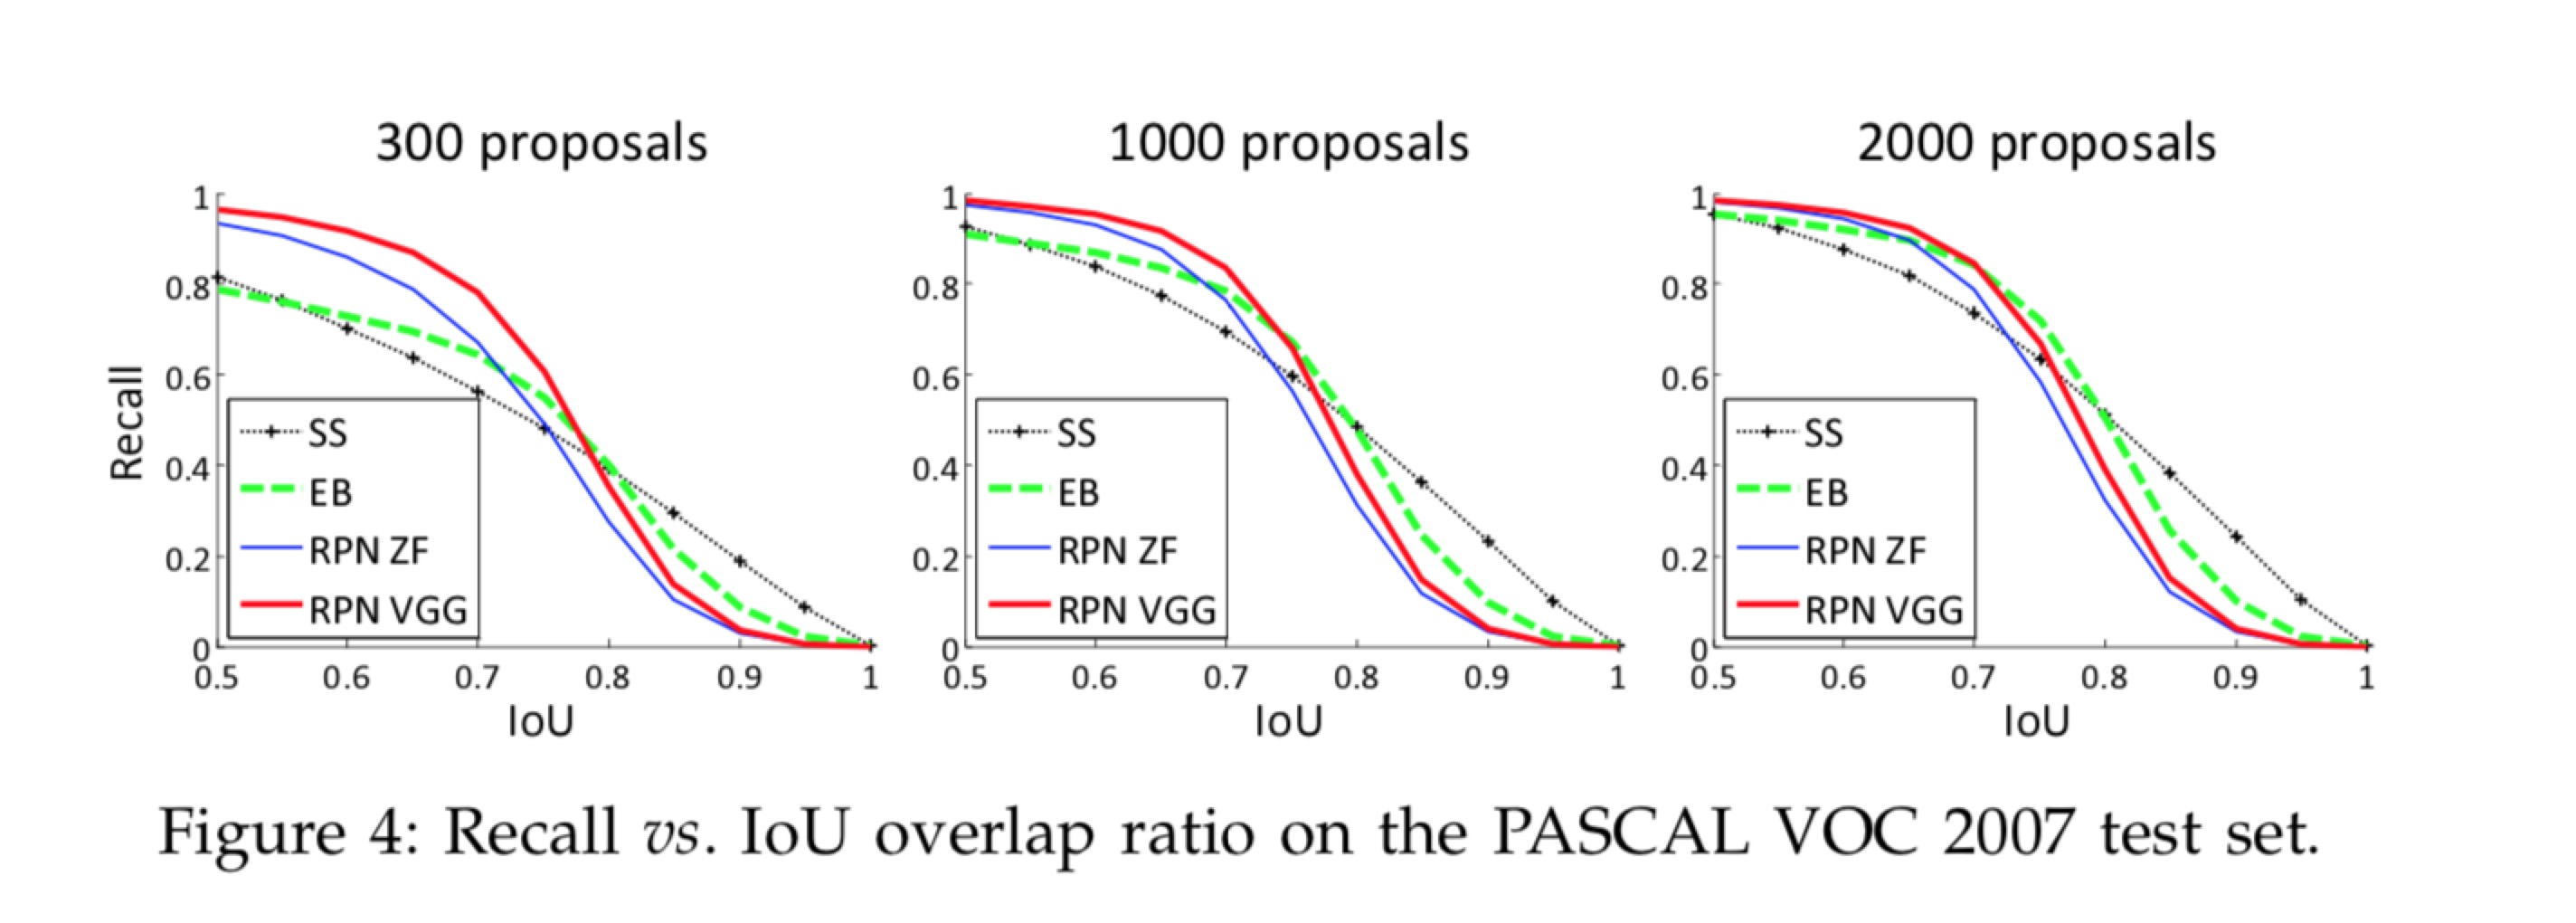 300 proposals
1
0.8
0.6
0.4
0.2
0
Recall
SS
EB
RPN ZF
RPN VGG
0.5 0.6 0.7 0.8 0.9 1
IoU
1000 proposals
1
0.8
0.6
0.4
0.2
0
SS
EB
RPN ZF
RPN VGG
0.5 0.6 0.7 0.8 0.9 1
IoU
2000 proposals
1
0.8
0.6
0.4
0.2
0
SS
EB
RPN ZF
RPN VGG
0.5 0.6 0.7 0.8 0.9 1
IoU
Figure 4: Recall vs. IoU overlap ratio on the PASCAL VOC 2007 test set.